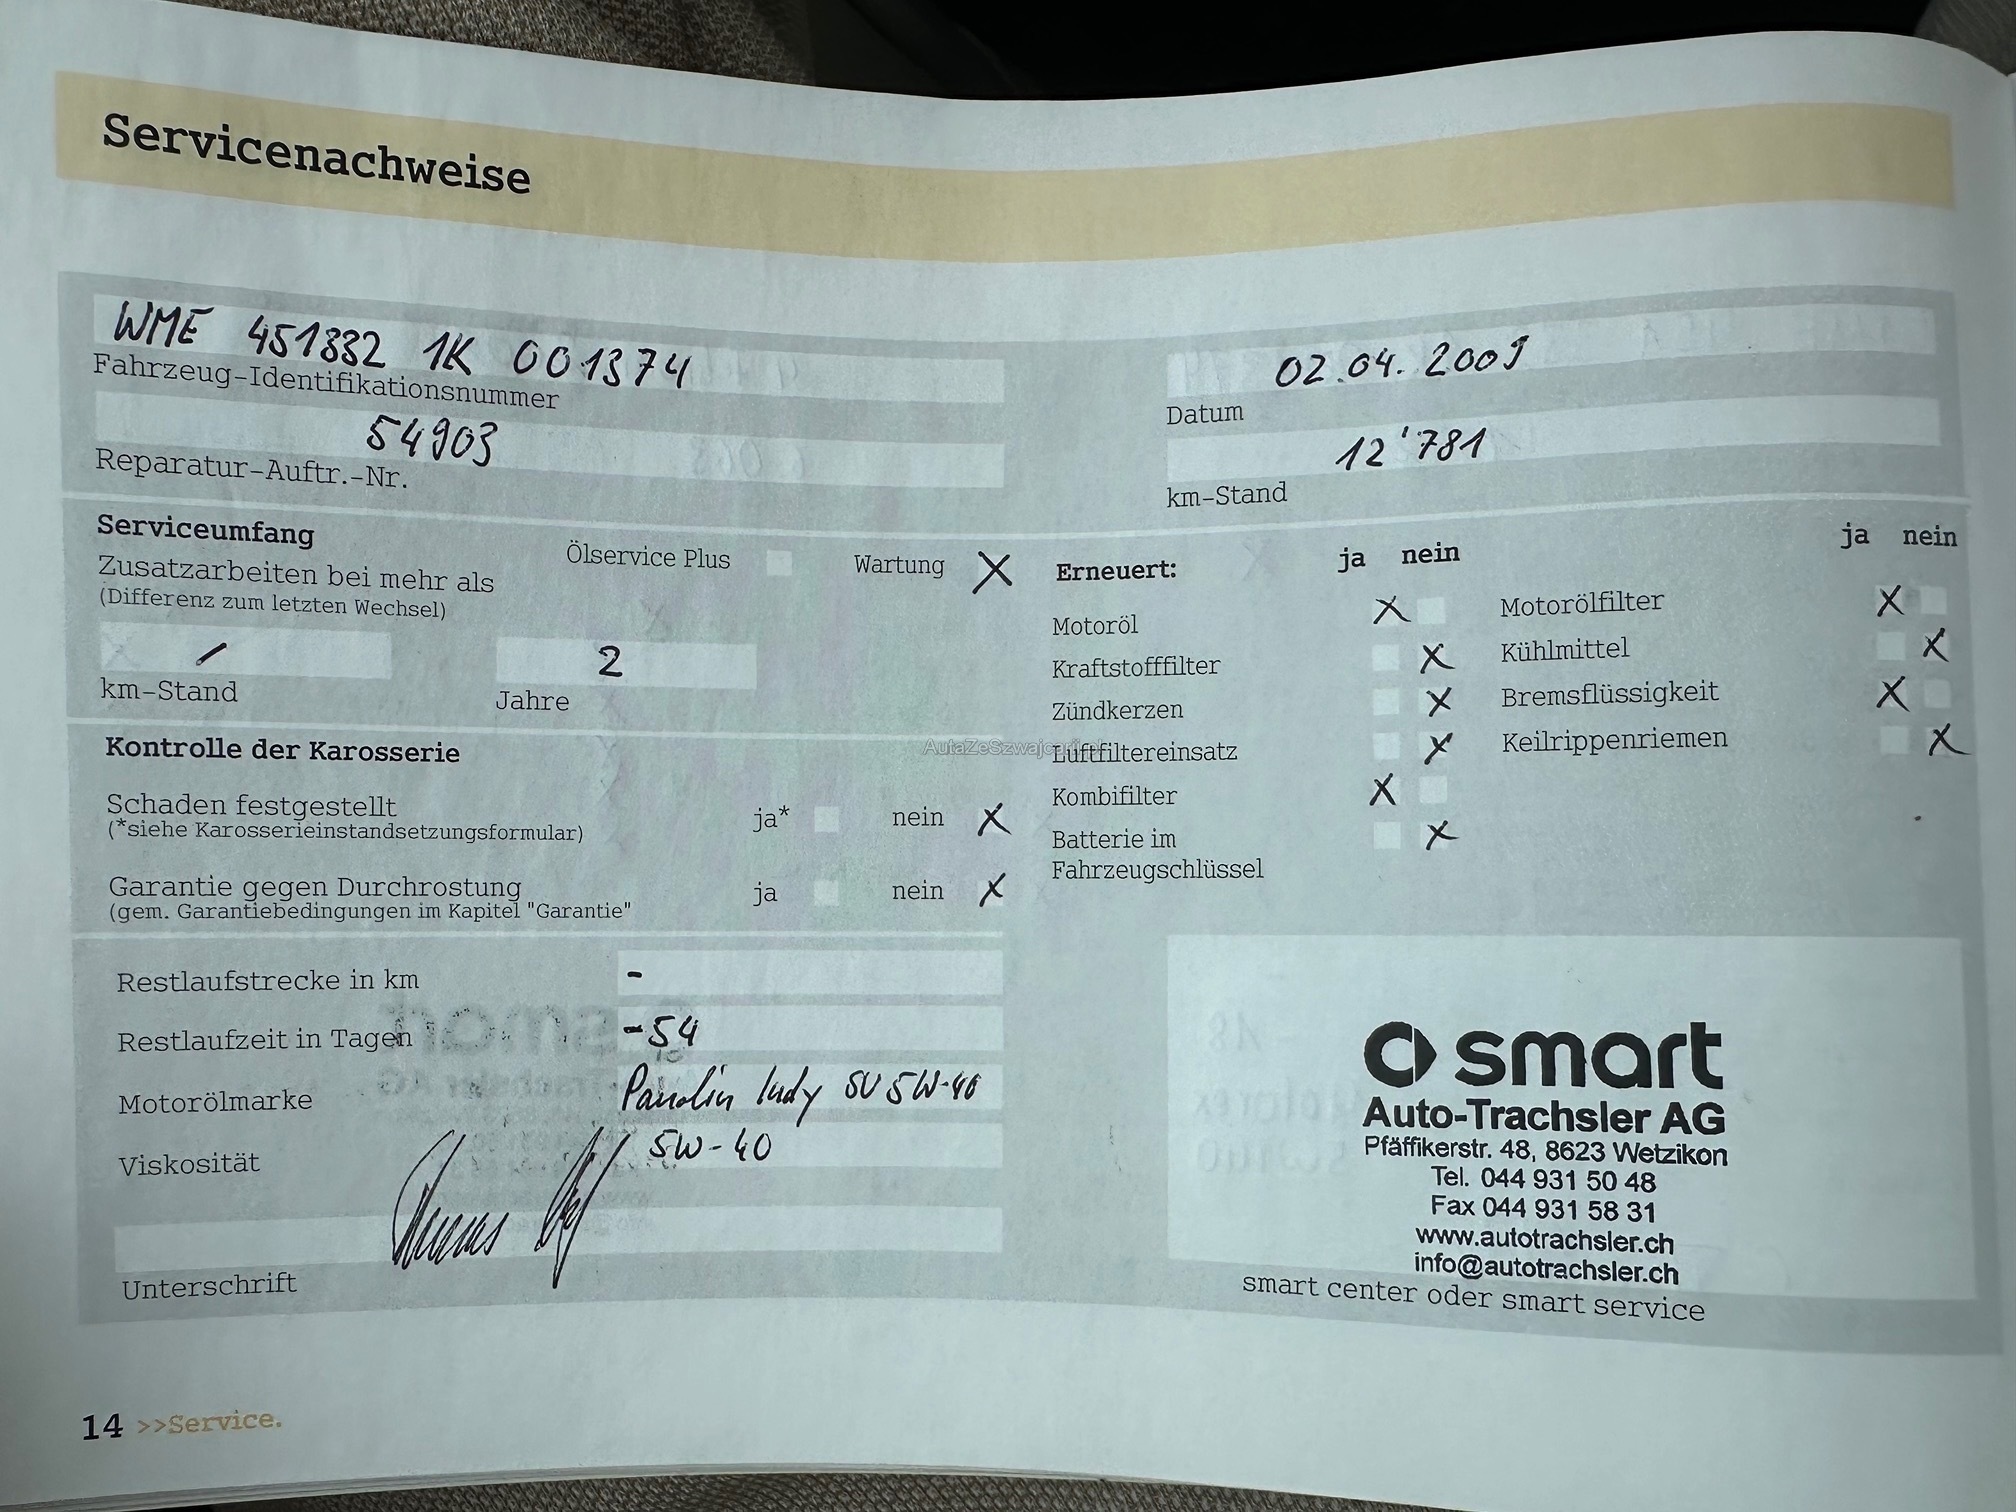 Servicenachweise
WME 451332 1K 001374
Fahrzeug-Identifikationsnummer
02.04.2009
Datum
54903
Reparatur-Auftr.-Nr.
12'781
km-Stand
Serviceumfang
Ölservice Plus
Wartung X
Zusatzarbeiten bei mehr als
(Differenz zum letzten Wechsel)
km-Stand
2
Jahre
Kontrolle der Karosserie
Schaden festgestellt ja* nein X
(*siehe Karosserieinstandsetzungsformular)
Garantie gegen Durchrostung ja nein X
(gem. Garantiebedingungen im Kapitel "Garantie"
Erneuert: ja nein
Motoröl X
Kraftstofffilter X
Zündkerzen X
Luftfiltereinsatz X
Kombifilter X
Batterie im X
Fahrzeugschlüssel
ja nein
Motorölfilter X
Kühlmittel X
Bremsflüssigkeit X
Keilrippenriemen X
Restlaufstrecke in km -
Restlaufzeit in Tagen -54
Motorölmarke Panolin Indy SU 5W-40
Viskosität 5W-40
Unterschrift
smart
Auto-Trachsler AG
Pfäffikerstr. 48, 8623 Wetzikon
Tel. 044 931 50 48
Fax 044 931 58 31
www.autotrachsler.ch
info@autotrachsler.ch
smart center oder smart service
14 >>Service.